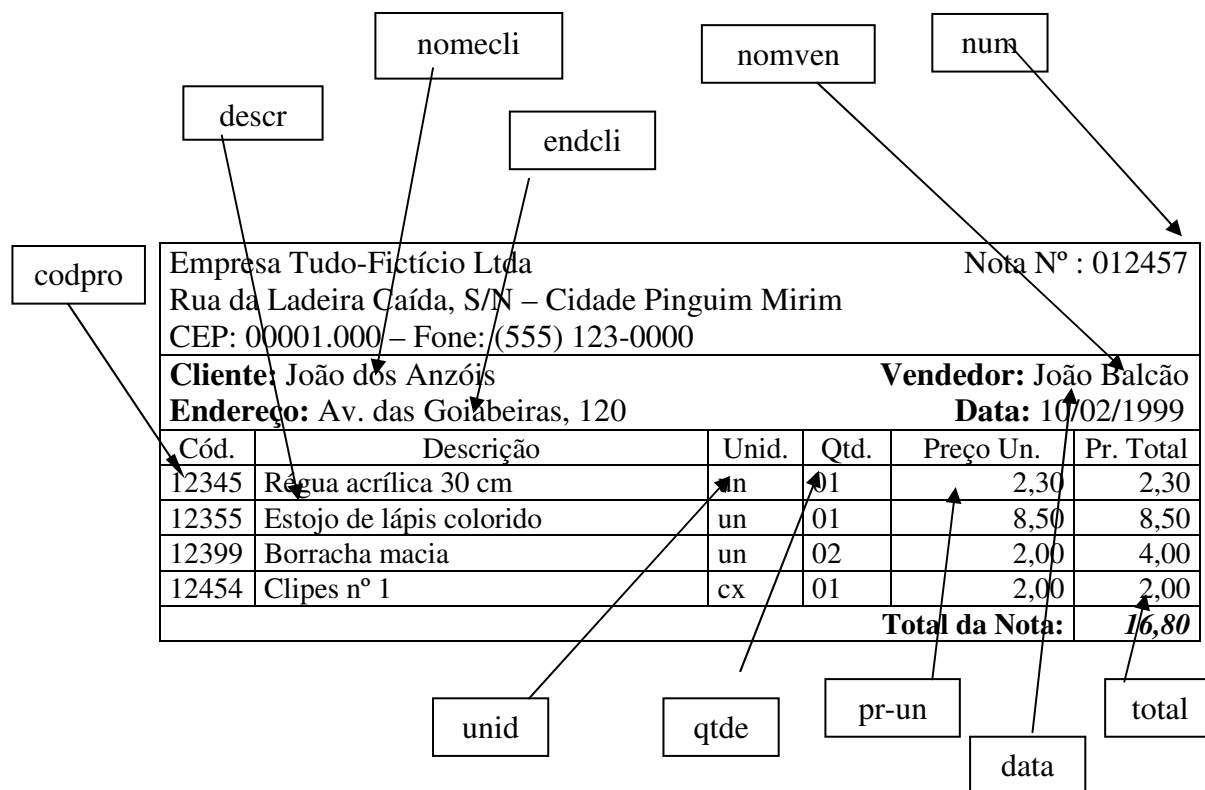 nomecli
nomven
num
descr
endcli
codpro
Empresa Tudo-Fictício Ltda Nota Nº : 012457
Rua da Ladeira Caída, S/N – Cidade Pinguim Mirim
CEP: 00001.000 – Fone: (555) 123-0000
Cliente: João dos Anzóis Vendedor: João Balcão
Endereço: Av. das Goiabeiras, 120 Data: 10/02/1999
Cód. Descrição Unid. Qtd. Preço Un. Pr. Total
12345 Régua acrílica 30 cm un 01 2,30 2,30
12355 Estojo de lápis colorido un 01 8,50 8,50
12399 Borracha macia un 02 2,00 4,00
12454 Clipes nº 1 cx 01 2,00 2,00
Total da Nota: 16,80
unid
qtde
pr-un
total
data